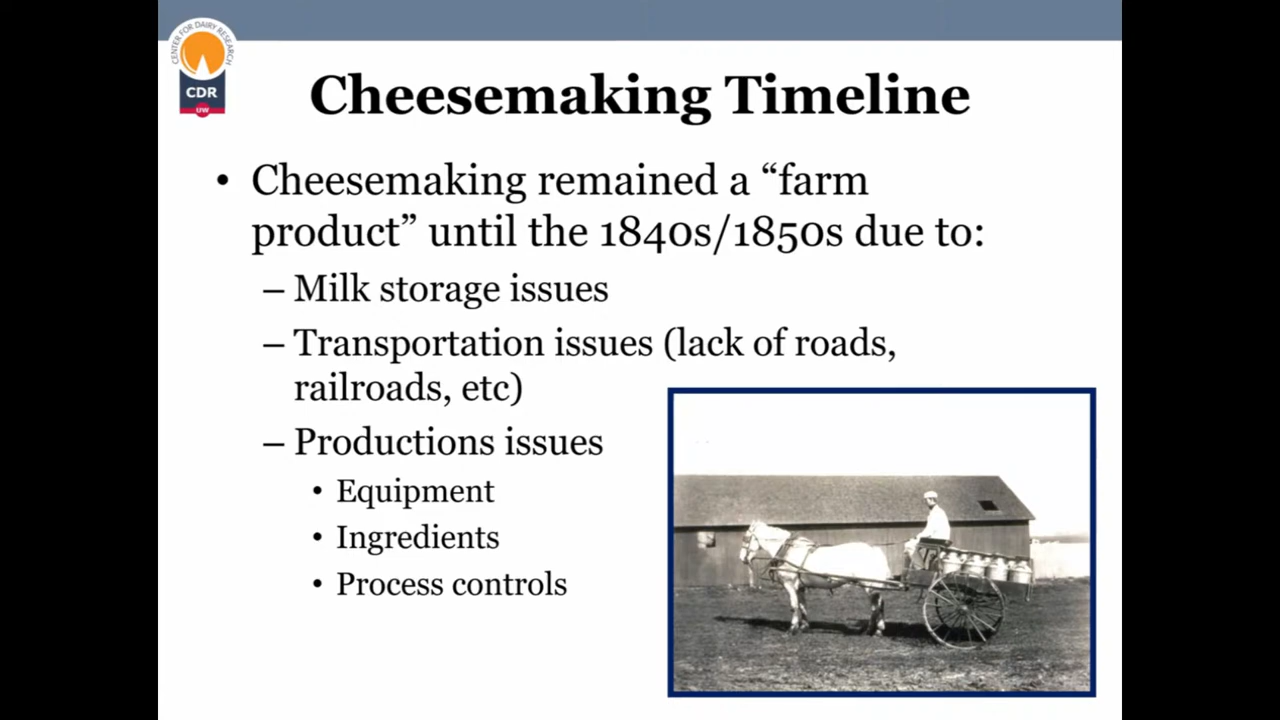 CENTER FOR DAIRY RESEARCH
CDR
UW
Cheesemaking Timeline
• Cheesemaking remained a “farm
product” until the 1840s/1850s due to:
– Milk storage issues
– Transportation issues (lack of roads,
railroads, etc)
– Productions issues
• Equipment
• Ingredients
• Process controls